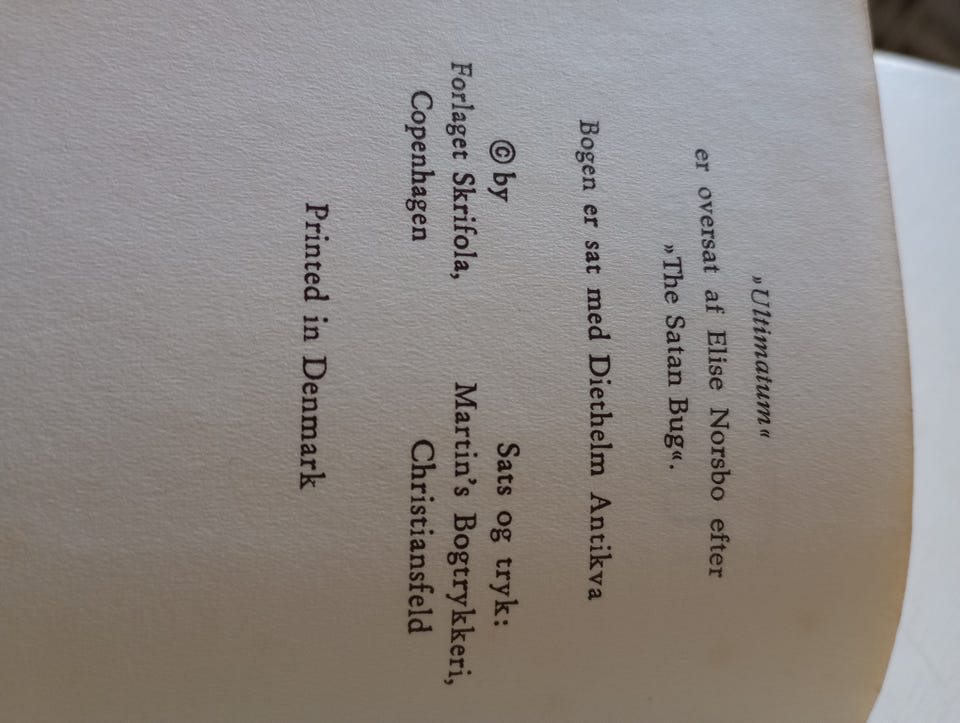 »Ultimatum«
er oversat af Elise Norsbo efter
»The Satan Bug«.
Bogen er sat med Diethelm Antikva
© by
Forlaget Skrifola,
Copenhagen
Sats og tryk:
Martin's Bogtrykkeri,
Christiansfeld
Printed in Denmark